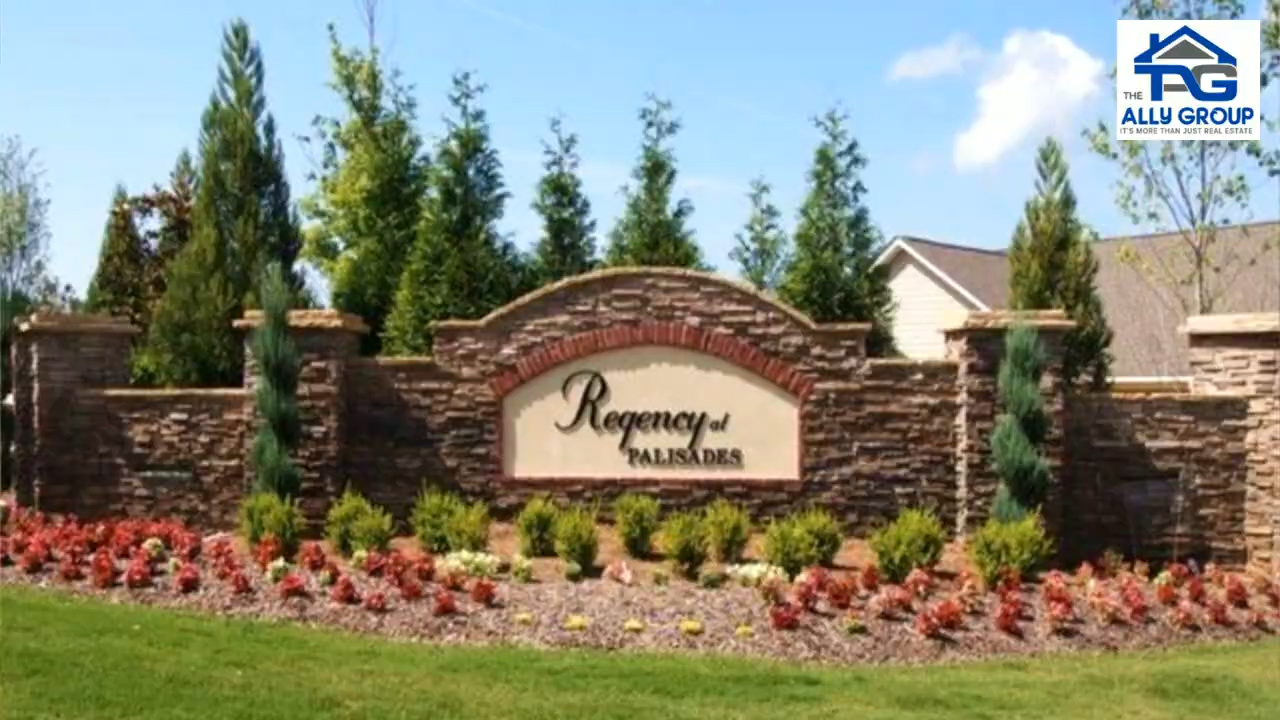 Regency at
PALISADES
THE
TAG
ALLY GROUP
IT'S MORE THAN JUST REAL ESTATE